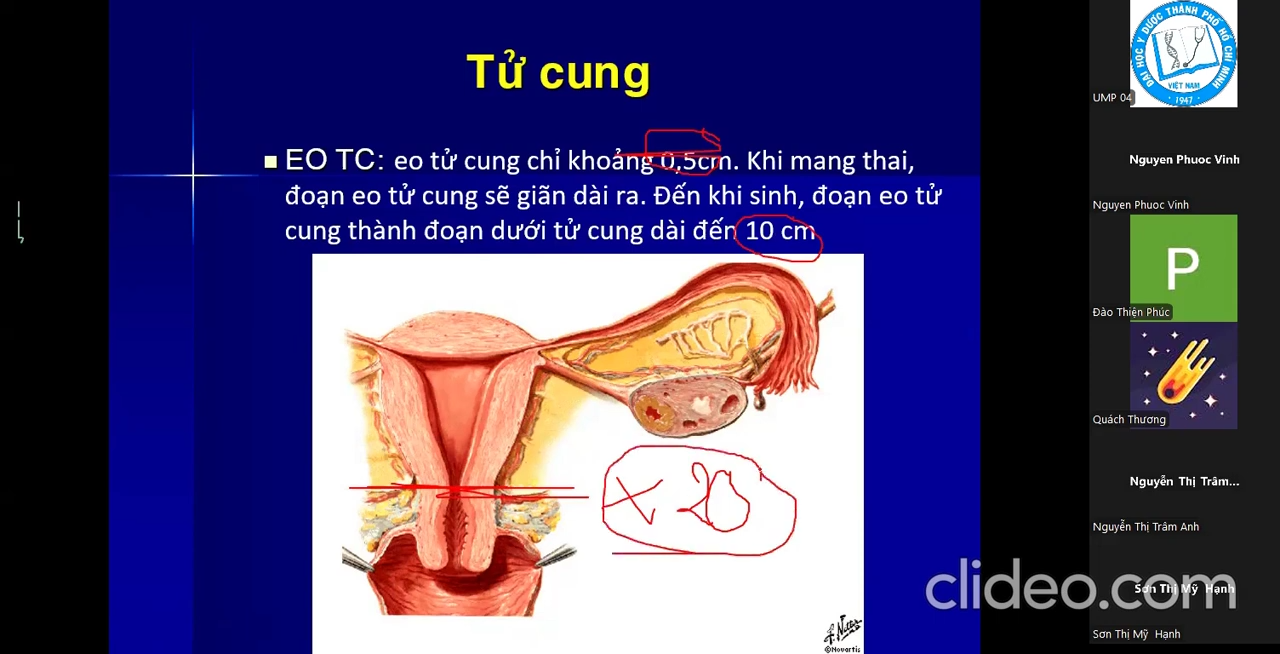 Tử cung
EO TC: eo tử cung chỉ khoảng 0,5cm. Khi mang thai,
đoạn eo tử cung sẽ giãn dài ra. Đến khi sinh, đoạn eo tử
cung thành đoạn dưới tử cung dài đến 10 cm
x 20
F. Netter
©Novartis
ĐẠI HỌC Y DƯỢC THÀNH PHỐ HỒ CHÍ MINH
VIỆT NAM
1947
UMP 04
Nguyen Phuoc Vinh
Nguyen Phuoc Vinh
P
Đào Thiện Phúc
Quách Thương
Nguyễn Thị Trâm...
Nguyễn Thị Trâm Anh
Sơn Thị Mỹ Hạnh
Sơn Thị Mỹ Hạnh
clideo.com